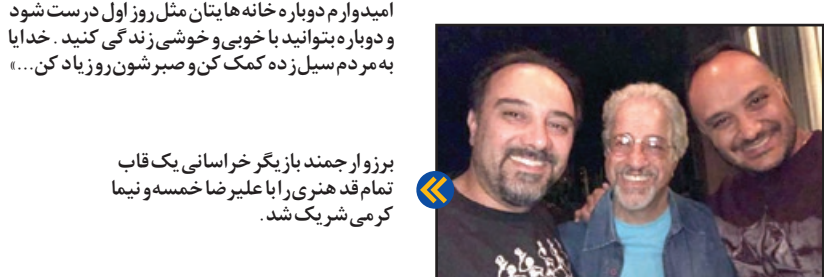 امیدوارم دوباره خانه‌هایتان مثل روز اول درست شود
و دوباره بتوانید با خوبی و خوشی زندگی کنید. خدایا
به مردم سیل‌زده کمک کن و صبرشون رو زیاد کن...»
برزو ارجمند بازیگر خراسانی یک قاب
تمام قد هنری را با علیرضا خمسه و نیما
کرمی شریک شد.